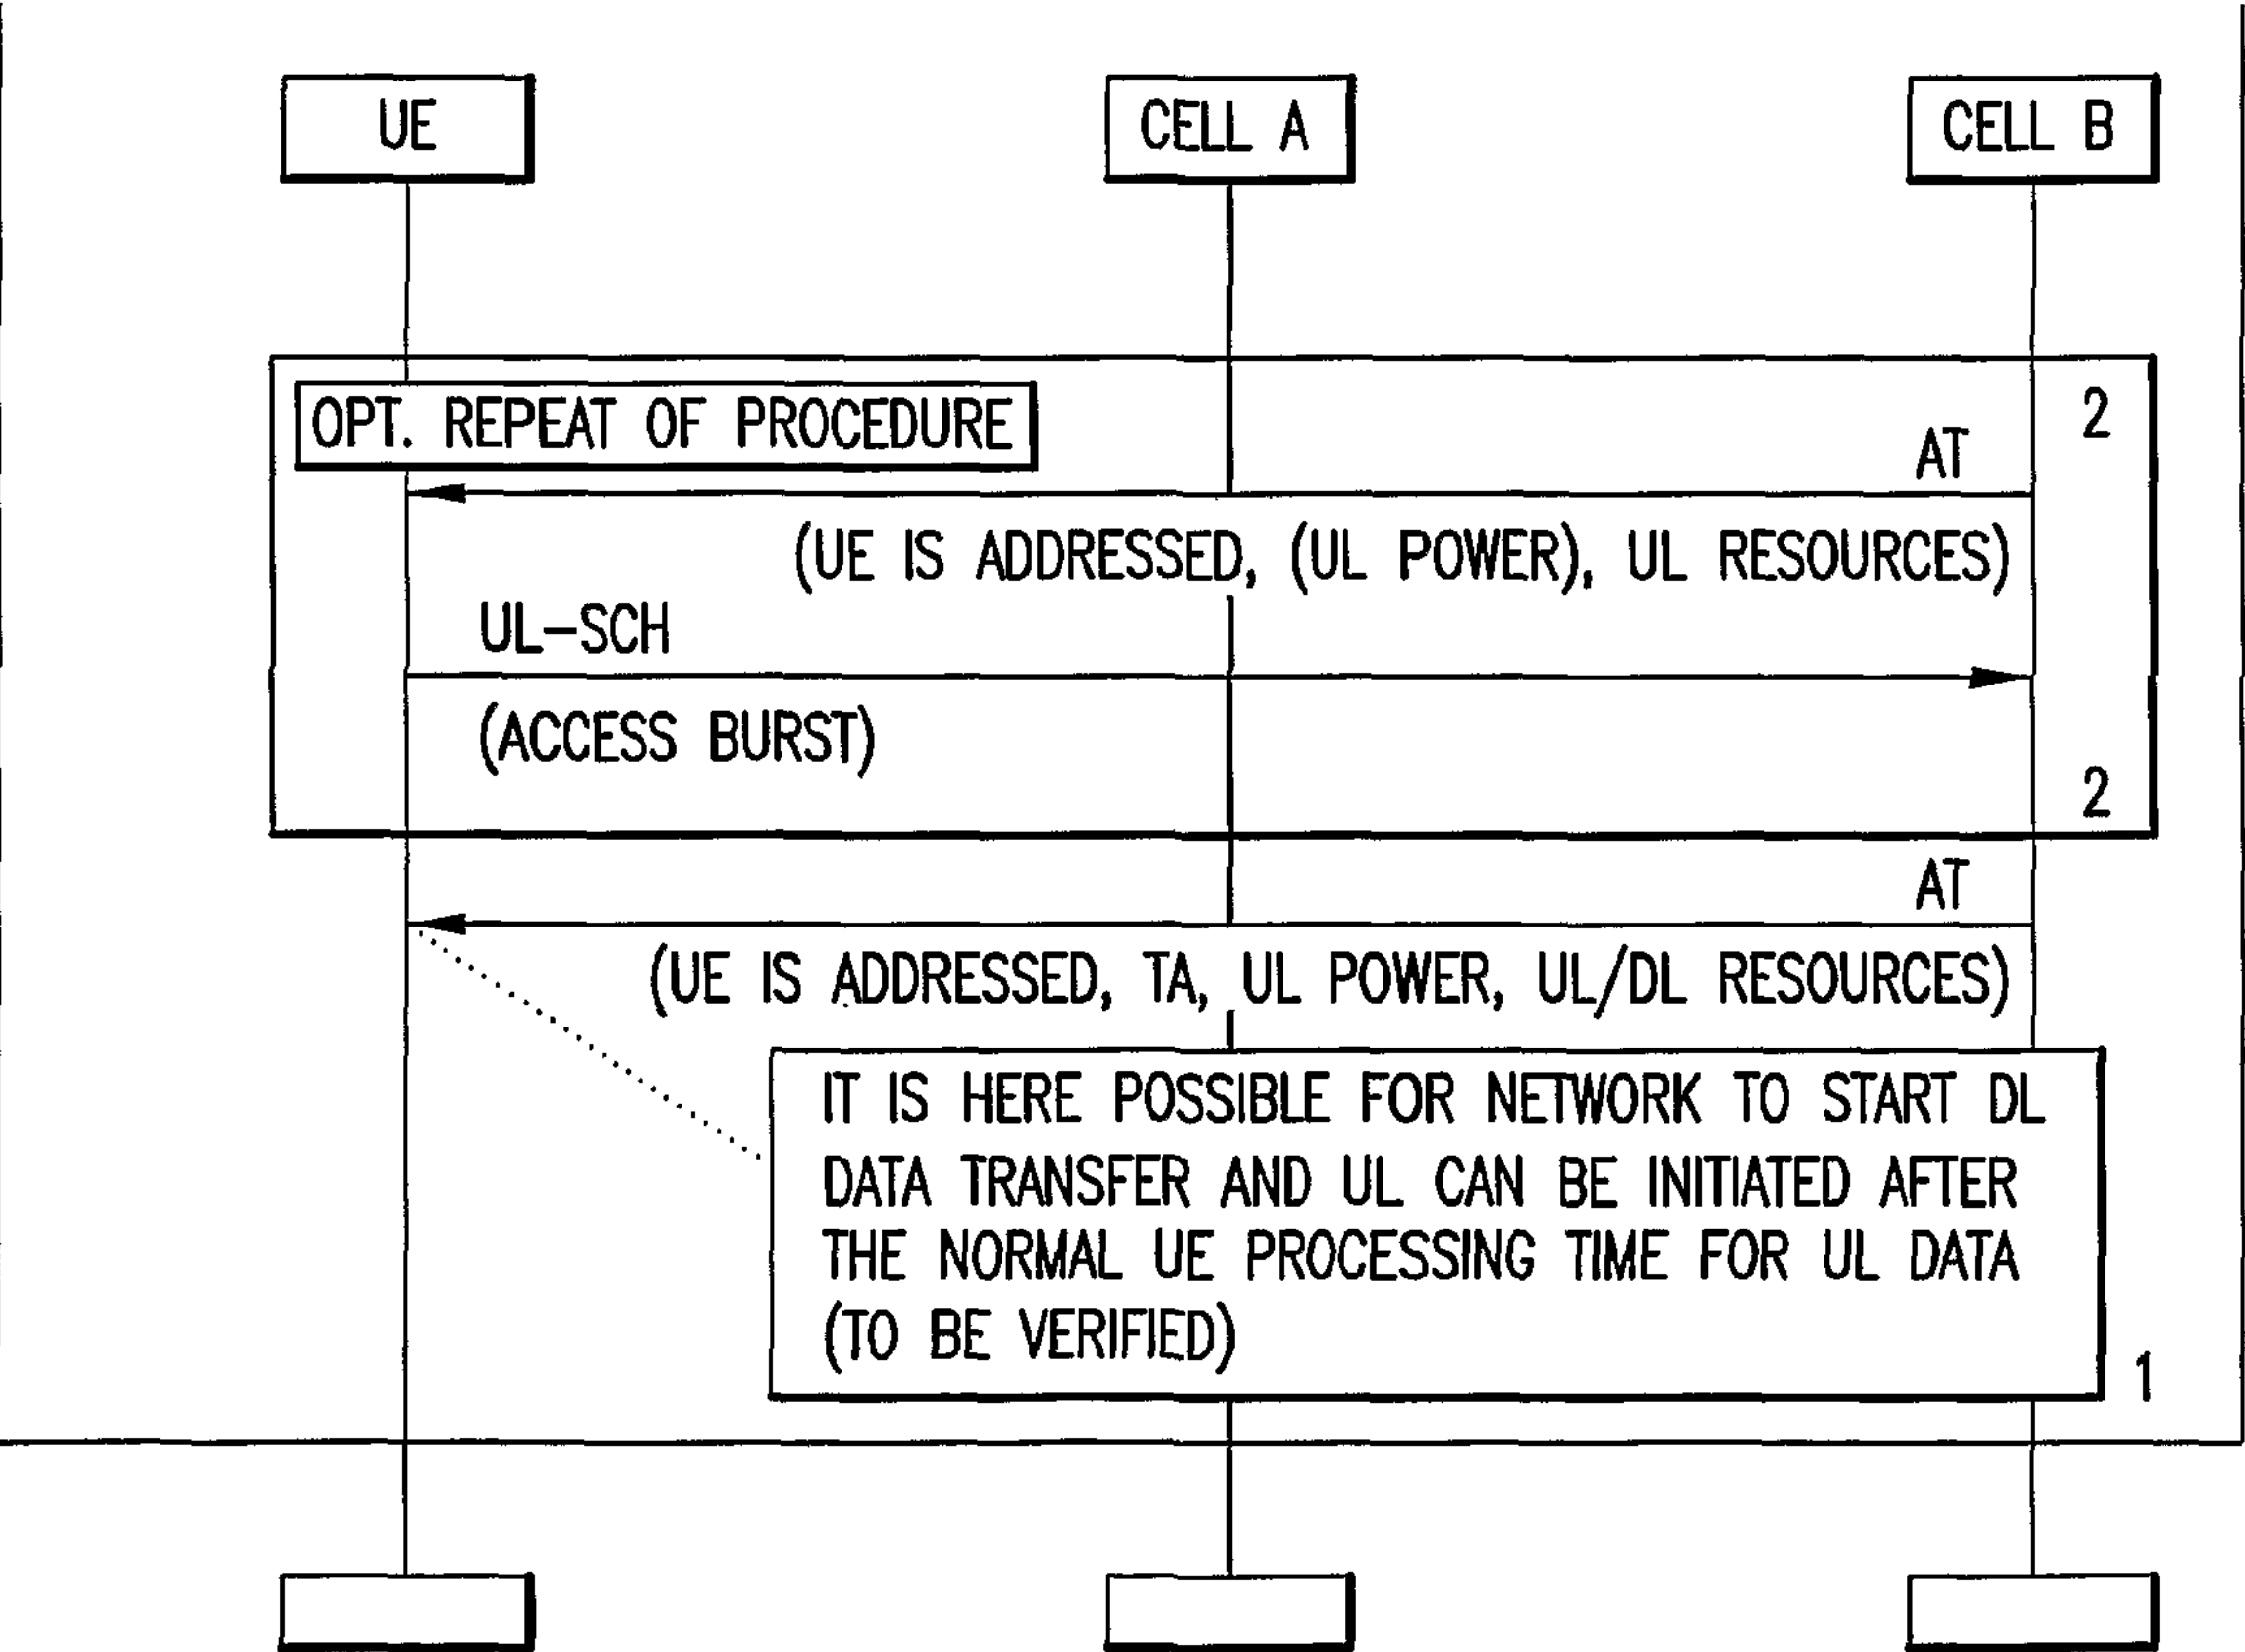 UE
CELL A
CELL B
OPT. REPEAT OF PROCEDURE
2
AT
(UE IS ADDRESSED, (UL POWER), UL RESOURCES)
UL-SCH
(ACCESS BURST)
2
AT
(UE IS ADDRESSED, TA, UL POWER, UL/DL RESOURCES)
IT IS HERE POSSIBLE FOR NETWORK TO START DL
DATA TRANSFER AND UL CAN BE INITIATED AFTER
THE NORMAL UE PROCESSING TIME FOR UL DATA
(TO BE VERIFIED)
1